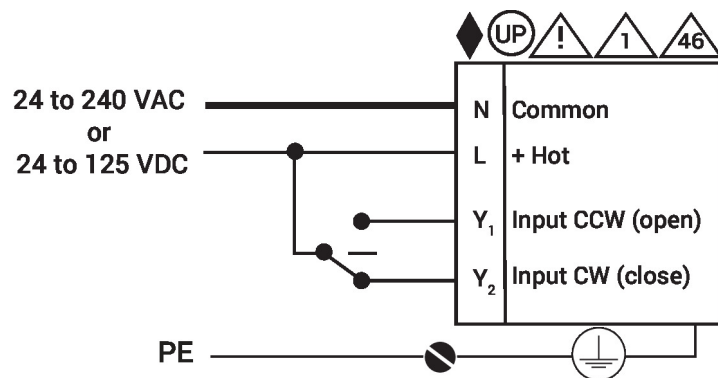 UP ! 1 46
24 to 240 VAC
or
24 to 125 VDC
N Common
L + Hot
Y₁ Input CCW (open)
Y₂ Input CW (close)
PE